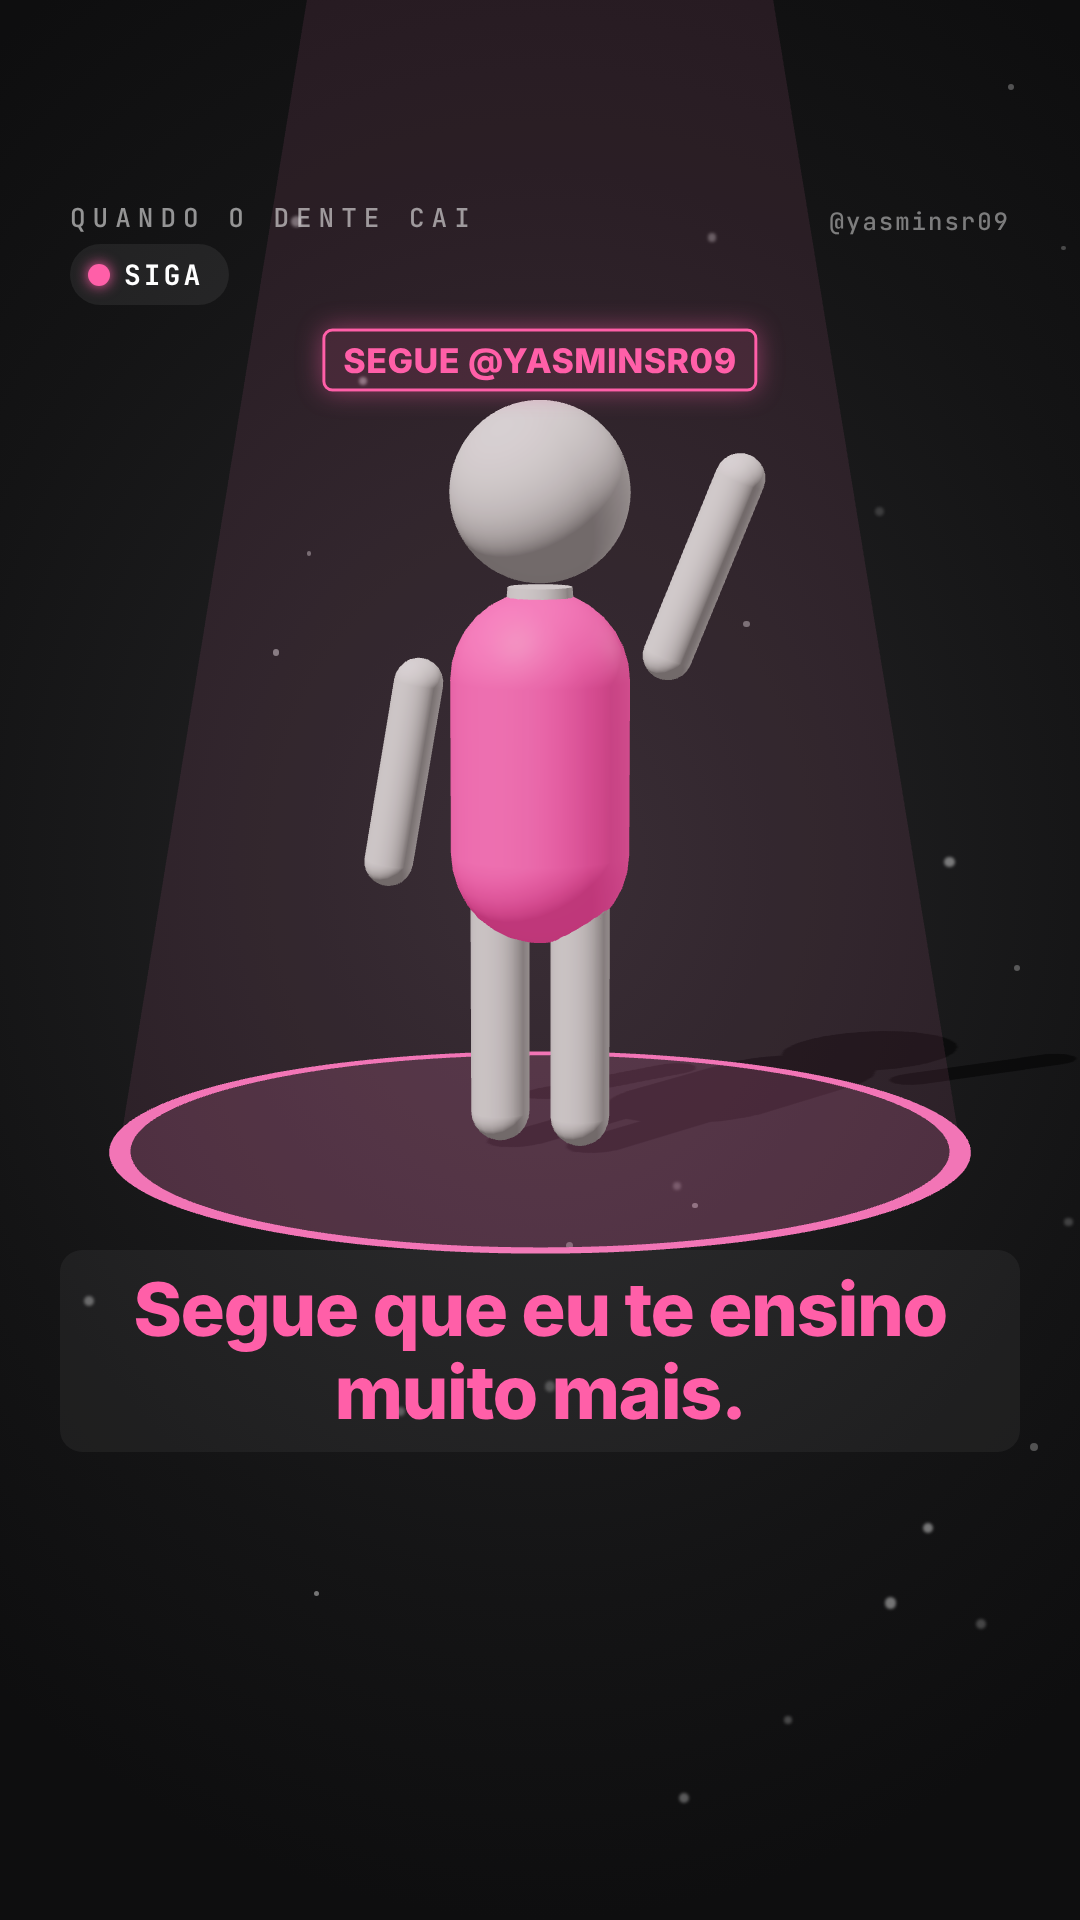 QUANDO O DENTE CAI
@yasminsr09
SIGA
SEGUE @YASMINSR09
Segue que eu te ensino
muito mais.